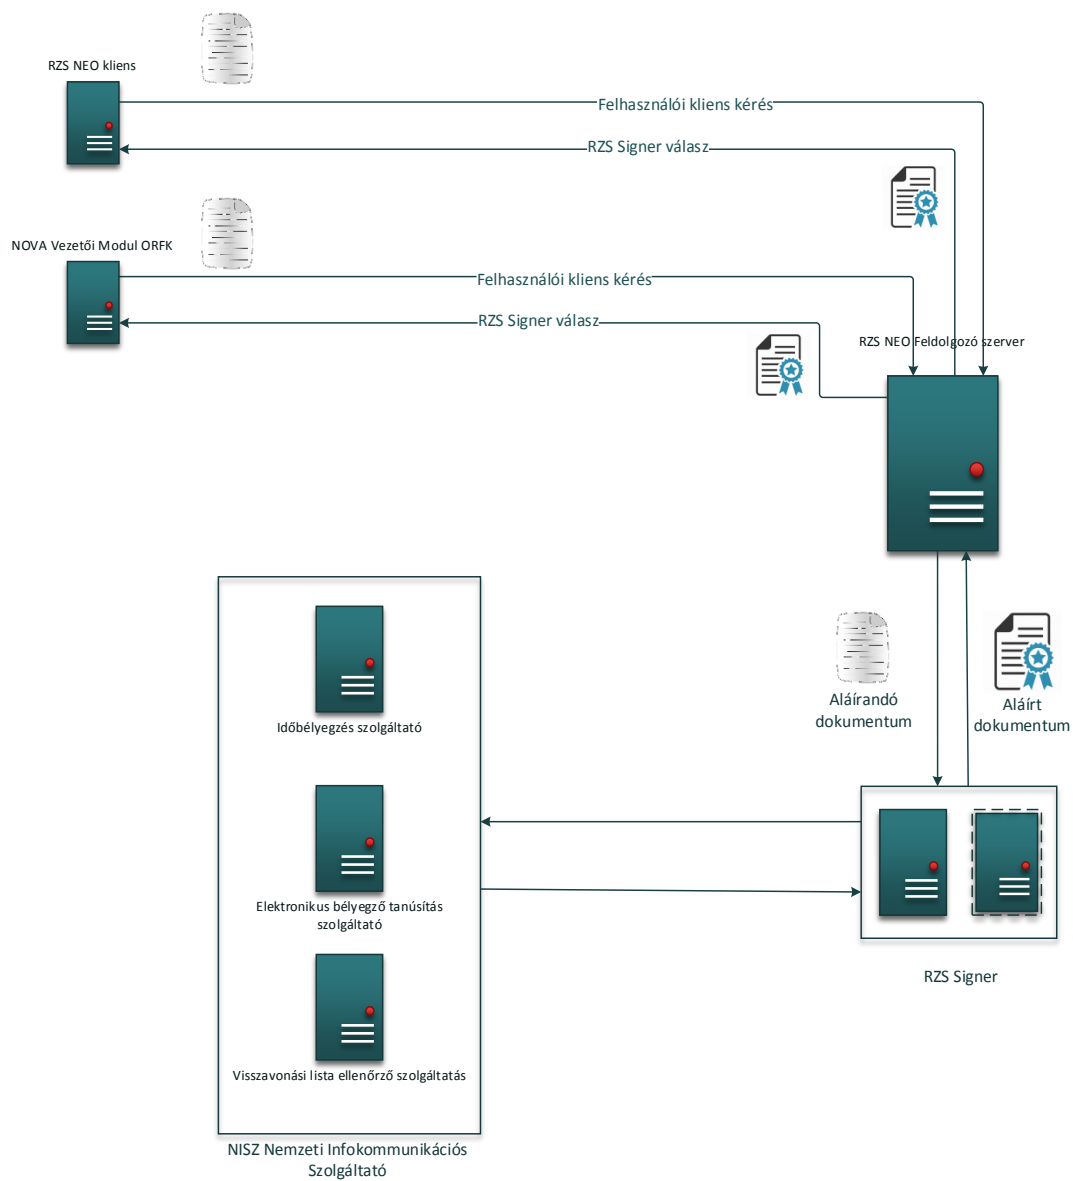 RZS NEO kliens
Felhasználói kliens kérés
RZS Signer válasz
NOVA Vezetői Modul ORFK
Felhasználói kliens kérés
RZS Signer válasz
RZS NEO Feldolgozó szerver
Aláírandó
dokumentum
Aláírt
dokumentum
Időbélyegzés szolgáltató
Elektronikus bélyegző tanúsítás
szolgáltató
RZS Signer
Visszavonási lista ellenőrző szolgáltatás
NISZ Nemzeti Infokommunikációs
Szolgáltató